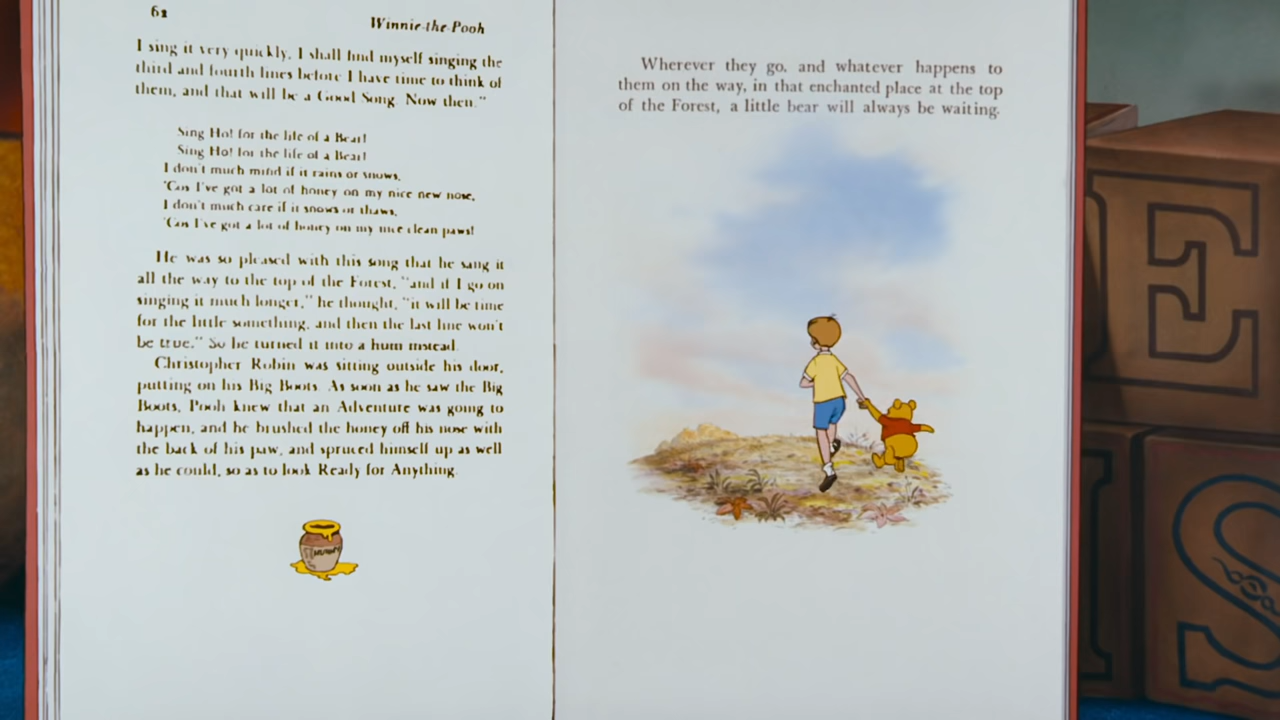 62
Winnie-the-Pooh
I sing it very quickly, I shall find myself singing the
third and fourth lines before I have time to think of
them, and that will be a Good Song. Now then."
Sing Ho! for the life of a Bear!
Sing Ho! for the life of a Bear!
I don't much mind if it rains or snows,
'Cos I've got a lot of honey on my nice new nose,
I don't much care if it snows or thaws,
'Cos I've got a lot of honey on my nice clean paws!
He was so pleased with this song that he sang it
all the way to the top of the Forest, "and if I go on
singing it much longer," he thought, "it will be time
for the little something, and then the last line won't
be true." So he turned it into a hum instead.
Christopher Robin was sitting outside his door,
putting on his Big Boots. As soon as he saw the Big
Boots, Pooh knew that an Adventure was going to
happen, and he brushed the honey off his nose with
the back of his paw, and spruced himself up as well
as he could, so as to look Ready for Anything.
Wherever they go, and whatever happens to
them on the way, in that enchanted place at the top
of the Forest, a little bear will always be waiting.
E
S